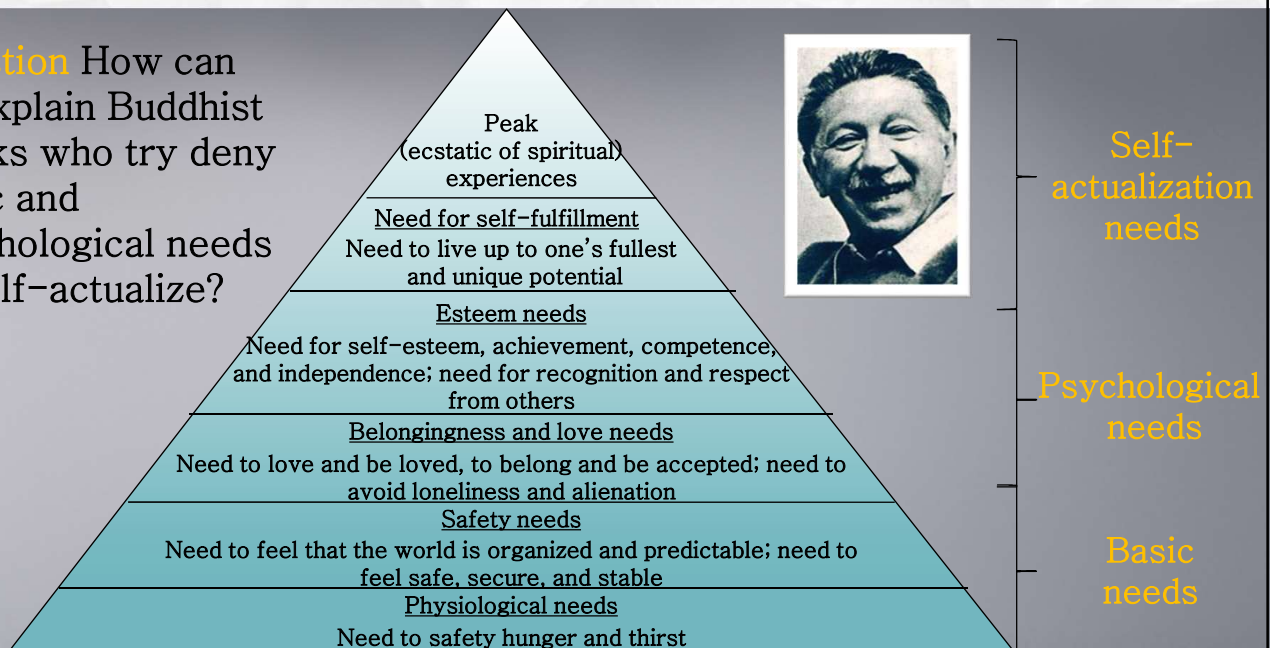 tion How can
xplain Buddhist
ks who try deny
c and
hological needs
lf-actualize?
Peak
(ecstatic of spiritual)
experiences
Need for self-fulfillment
Need to live up to one's fullest
and unique potential
Esteem needs
Need for self-esteem, achievement, competence,
and independence; need for recognition and respect
from others
Belongingness and love needs
Need to love and be loved, to belong and be accepted; need to
avoid loneliness and alienation
Safety needs
Need to feel that the world is organized and predictable; need to
feel safe, secure, and stable
Physiological needs
Need to safety hunger and thirst
Self-
actualization
needs
Psychological
needs
Basic
needs